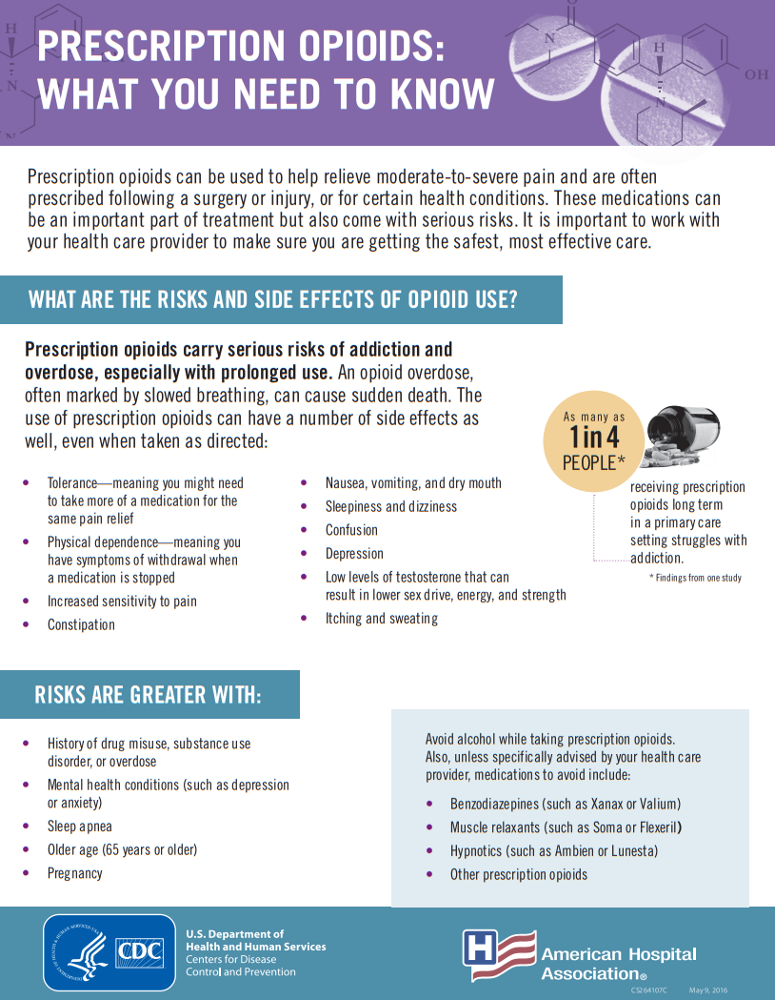 PRESCRIPTION OPIOIDS:
WHAT YOU NEED TO KNOW
H
N
N
O
N
H
N
OH
Prescription opioids can be used to help relieve moderate-to-severe pain and are often
prescribed following a surgery or injury, or for certain health conditions. These medications can
be an important part of treatment but also come with serious risks. It is important to work with
your health care provider to make sure you are getting the safest, most effective care.
WHAT ARE THE RISKS AND SIDE EFFECTS OF OPIOID USE?
Prescription opioids carry serious risks of addiction and
overdose, especially with prolonged use. An opioid overdose,
often marked by slowed breathing, can cause sudden death. The
use of prescription opioids can have a number of side effects as
well, even when taken as directed:
• Tolerance—meaning you might need
to take more of a medication for the
same pain relief
• Physical dependence—meaning you
have symptoms of withdrawal when
a medication is stopped
• Increased sensitivity to pain
• Constipation
• Nausea, vomiting, and dry mouth
• Sleepiness and dizziness
• Confusion
• Depression
• Low levels of testosterone that can
result in lower sex drive, energy, and strength
• Itching and sweating
As many as
1 in 4
PEOPLE*
receiving prescription
opioids long term
in a primary care
setting struggles with
addiction.
* Findings from one study
RISKS ARE GREATER WITH:
• History of drug misuse, substance use
disorder, or overdose
• Mental health conditions (such as depression
or anxiety)
• Sleep apnea
• Older age (65 years or older)
• Pregnancy
Avoid alcohol while taking prescription opioids.
Also, unless specifically advised by your health care
provider, medications to avoid include:
• Benzodiazepines (such as Xanax or Valium)
• Muscle relaxants (such as Soma or Flexeril)
• Hypnotics (such as Ambien or Lunesta)
• Other prescription opioids
DEPARTMENT OF HEALTH & HUMAN SERVICES · USA
CDC
U.S. Department of
Health and Human Services
Centers for Disease
Control and Prevention
H
American Hospital
Association®
CS264107C May 9, 2016